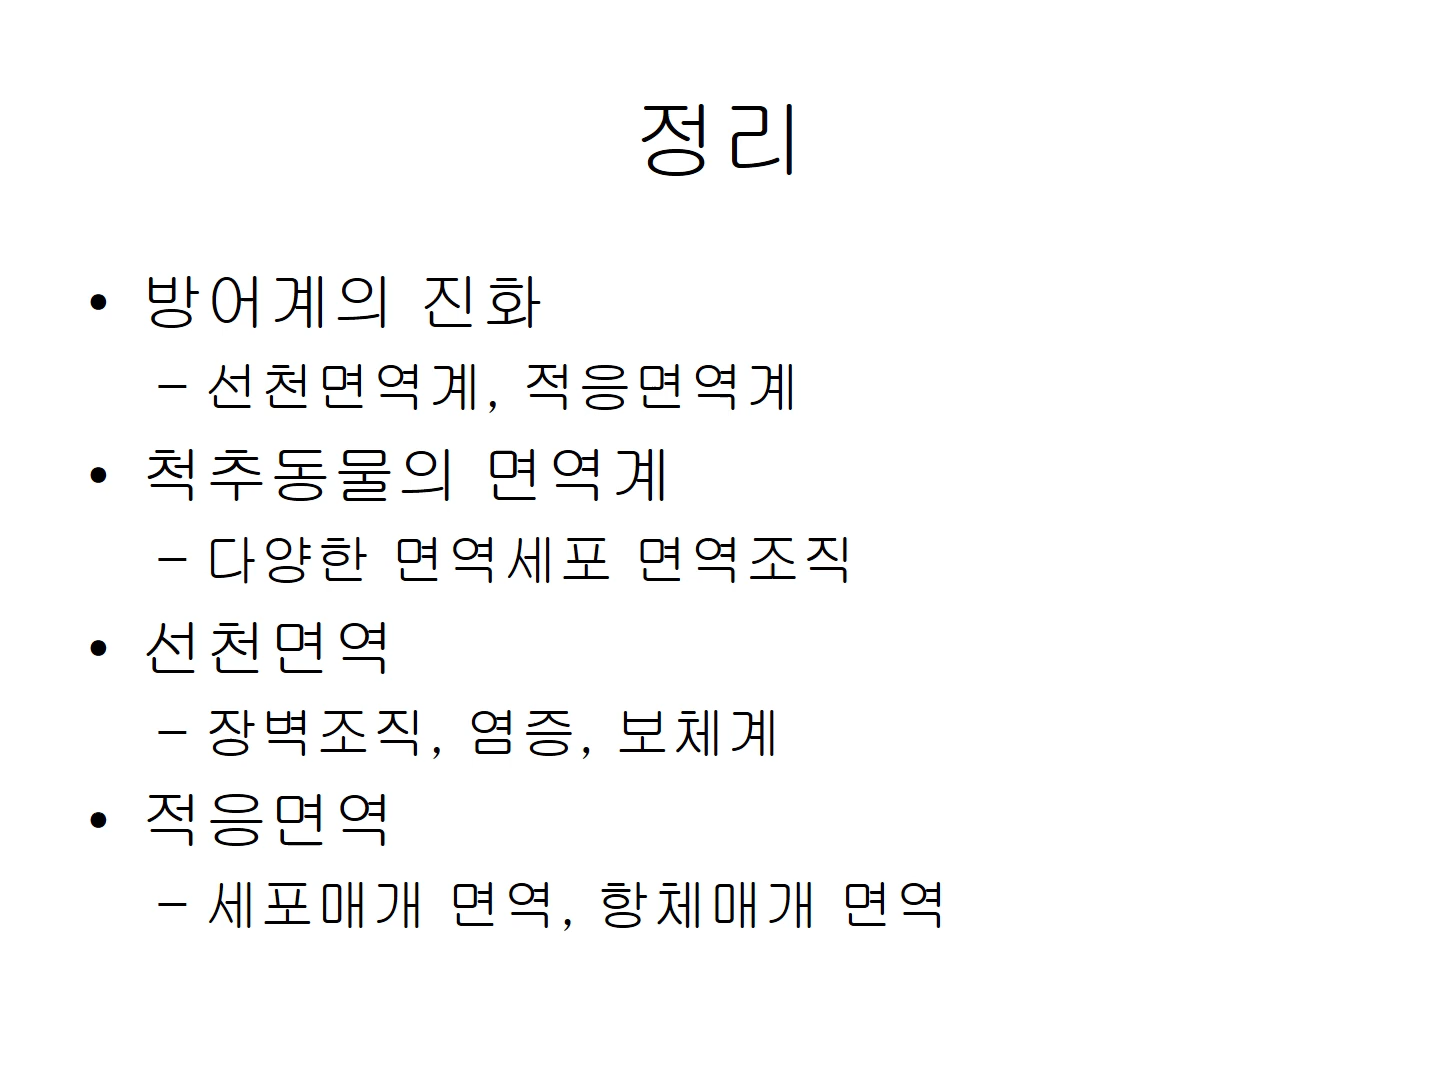 정리
• 방어계의 진화
– 선천면역계, 적응면역계
• 척추동물의 면역계
– 다양한 면역세포 면역조직
• 선천면역
– 장벽조직, 염증, 보체계
• 적응면역
– 세포매개 면역, 항체매개 면역